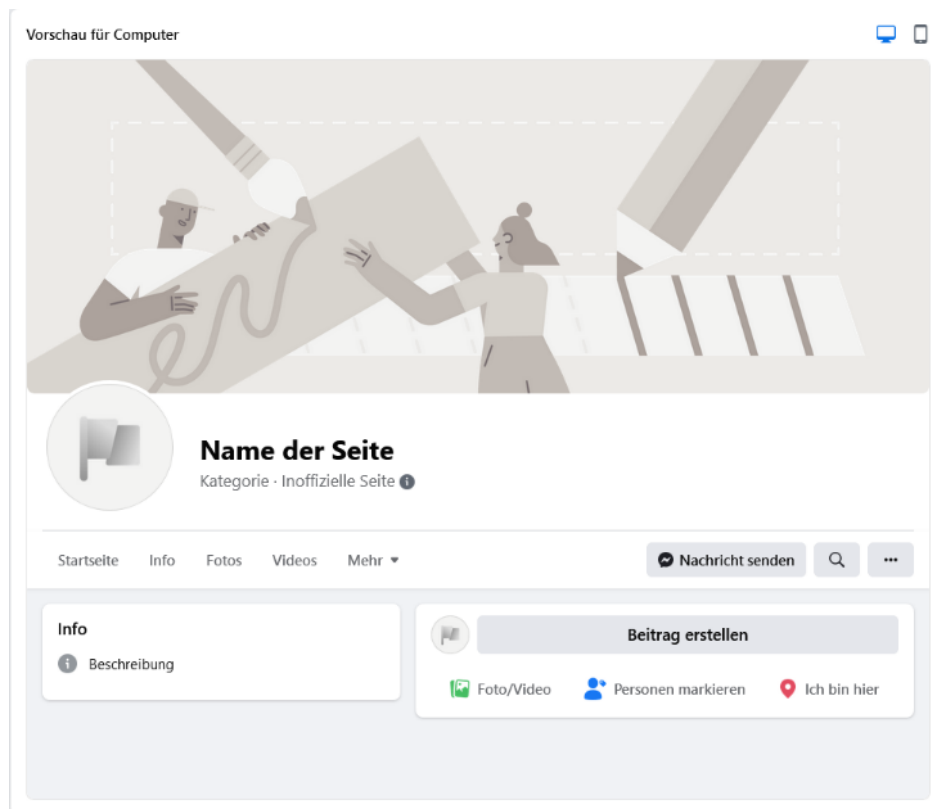 Vorschau für Computer
Name der Seite
Kategorie · Inoffizielle Seite
Startseite Info Fotos Videos Mehr
Nachricht senden
Info
Beschreibung
Beitrag erstellen
Foto/Video Personen markieren Ich bin hier